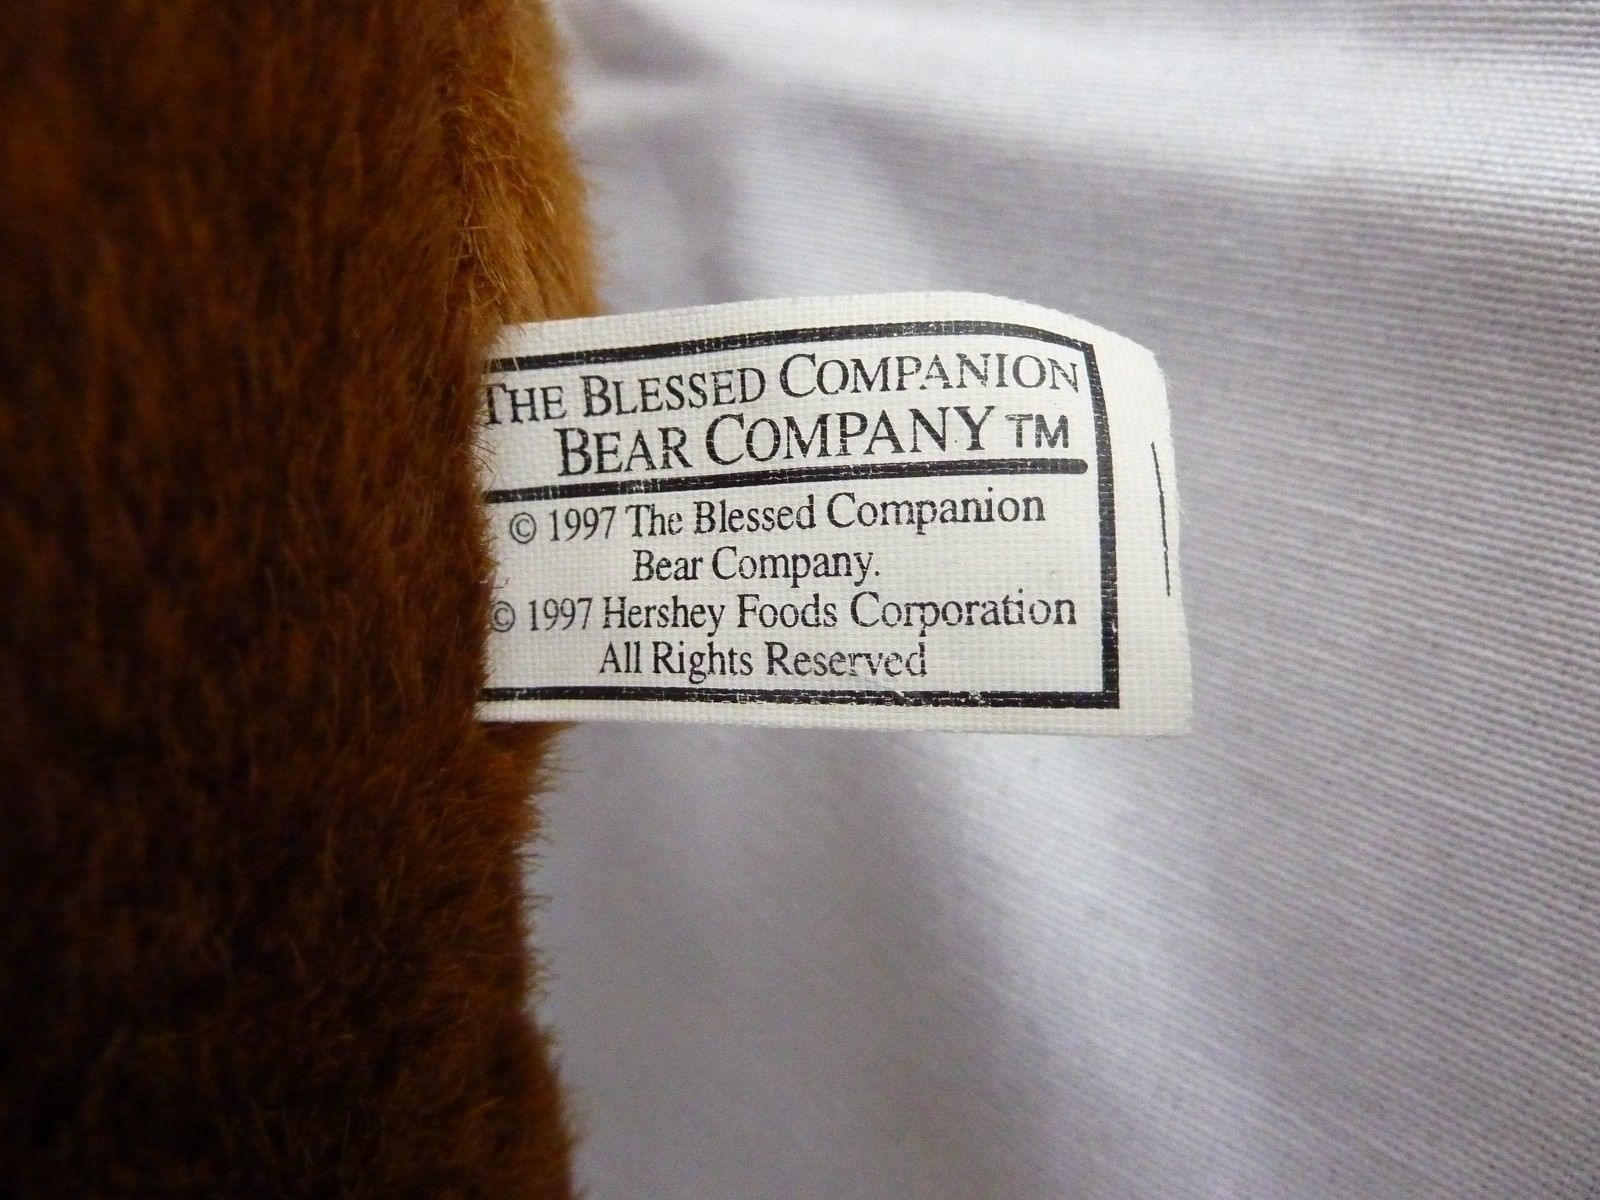 THE BLESSED COMPANION
BEAR COMPANY TM
© 1997 The Blessed Companion
Bear Company.
© 1997 Hershey Foods Corporation
All Rights Reserved